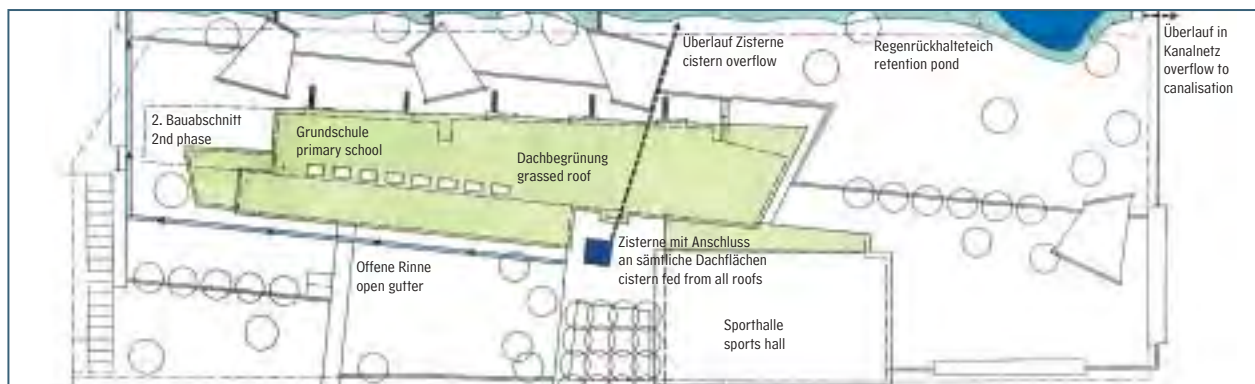 Überlauf Zisterne
cistern overflow
Regenrückhalteteich
retention pond
Überlauf in
Kanalnetz
overflow to
canalisation
2. Bauabschnitt
2nd phase
Grundschule
primary school
Dachbegrünung
grassed roof
Zisterne mit Anschluss
an sämtliche Dachflächen
cistern fed from all roofs
Offene Rinne
open gutter
Sporthalle
sports hall